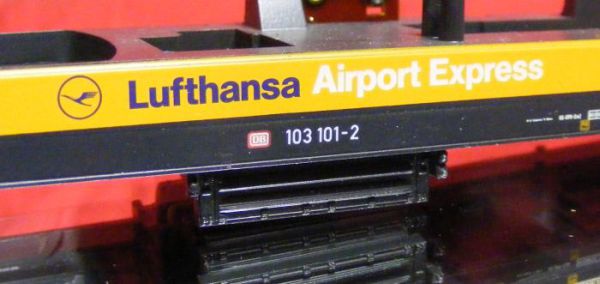 Lufthansa Airport Express
DB 103 101-2